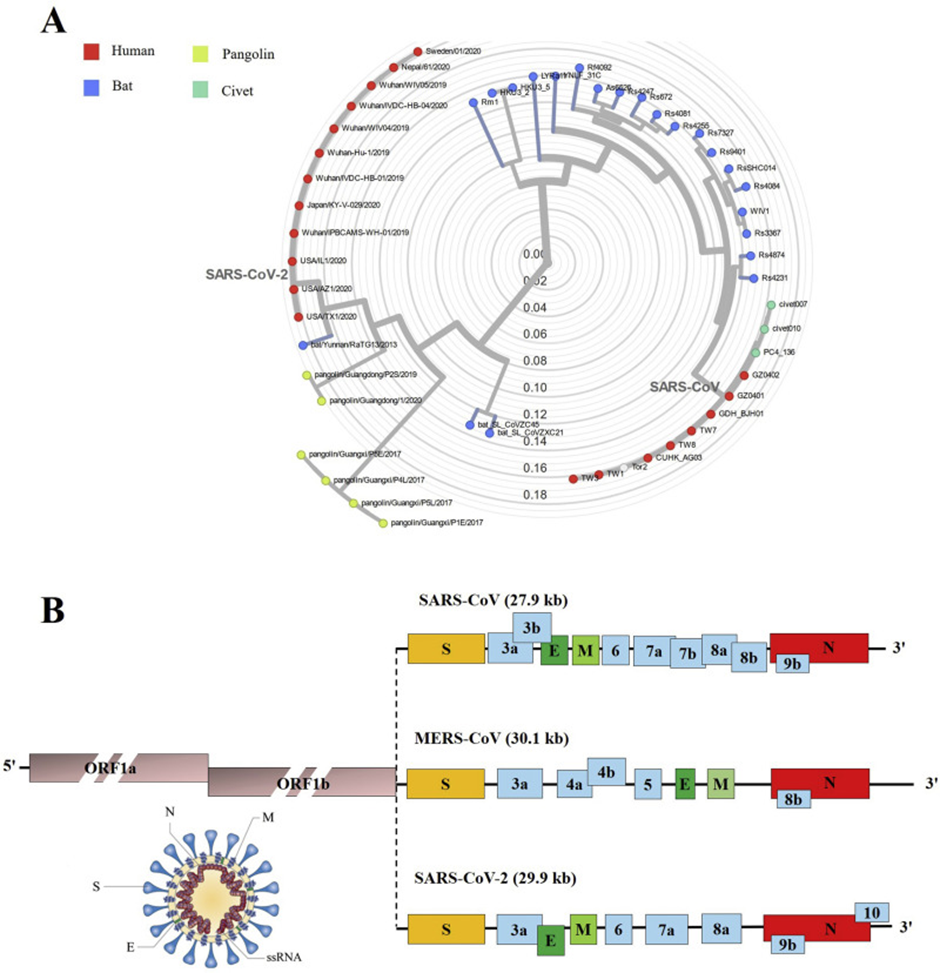 A
Human
Pangolin
Bat
Civet
Sweden/01/2020
Nepal/61/2020
Wuhan/WIV05/2019
Wuhan/IVDC-HB-04/2020
Wuhan/WIV04/2019
Wuhan-Hu-1/2019
Wuhan/IVDC-HB-01/2019
Japan/KY-V-029/2020
Wuhan/IPBCAMS-WH-01/2019
USA/IL1/2020
SARS-CoV-2
USA/AZ1/2020
USA/TX1/2020
bat/Yunnan/RaTG13/2013
pangolin/Guangdong/P2S/2019
pangolin/Guangdong/1/2020
pangolin/Guangxi/P5E/2017
pangolin/Guangxi/P4L/2017
pangolin/Guangxi/P5L/2017
pangolin/Guangxi/P1E/2017
bat_SL_CoVZC45
bat_SL_CoVZXC21
Rm1
HKU3_2
HKU3_5
Rf4092
Rs4247
Rs672
Rs4081
Rs4255
Rs7327
Rs9401
RsSHC014
Rs4084
WIV1
Rs3367
Rs4874
Rs4231
civet007
civet010
PC4_136
GZ0402
SARS-CoV
GZ0401
GDH_BJH01
TW7
TW8
CUHK_AG03
Tor2
TW1
0.00
0.02
0.04
0.06
0.08
0.10
0.12
0.14
0.16
0.18
B
SARS-CoV (27.9 kb)
S 3a 3b E M 6 7a 7b 8a 8b 9b N 3'
MERS-CoV (30.1 kb)
5' ORF1a ORF1b
S 3a 4a 4b 5 E M 8b N 3'
SARS-CoV-2 (29.9 kb)
S 3a E M 6 7a 8a 9b N 10 3'
N
M
S
E
ssRNA